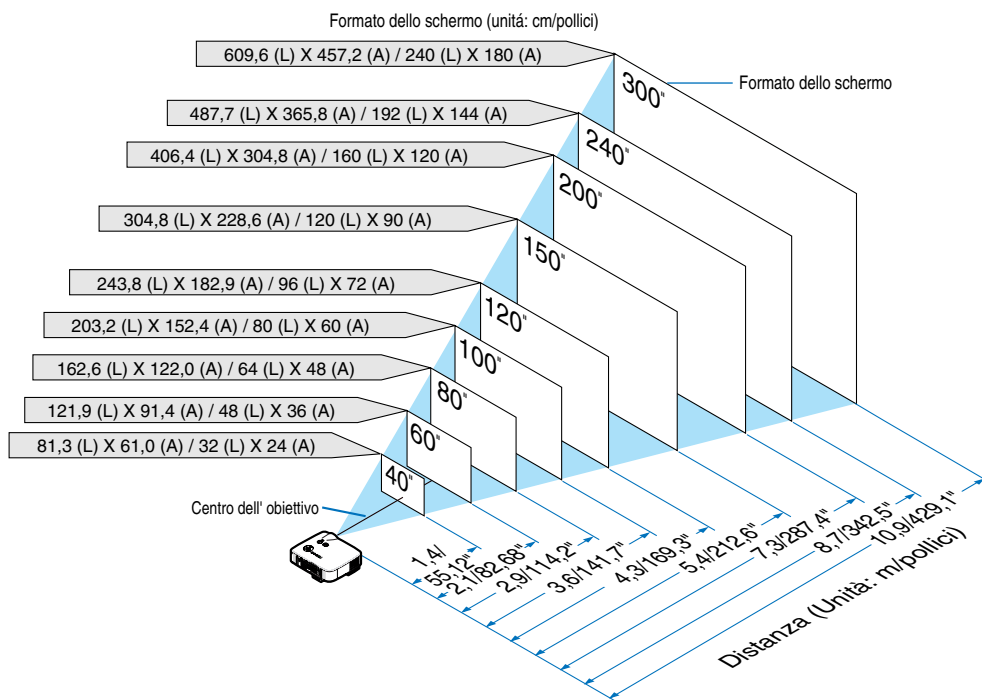 Formato dello schermo (unitá: cm/pollici)
609,6 (L) X 457,2 (A) / 240 (L) X 180 (A)
300"
Formato dello schermo
487,7 (L) X 365,8 (A) / 192 (L) X 144 (A)
240"
406,4 (L) X 304,8 (A) / 160 (L) X 120 (A)
200"
304,8 (L) X 228,6 (A) / 120 (L) X 90 (A)
150"
243,8 (L) X 182,9 (A) / 96 (L) X 72 (A)
120"
203,2 (L) X 152,4 (A) / 80 (L) X 60 (A)
100"
162,6 (L) X 122,0 (A) / 64 (L) X 48 (A)
80"
121,9 (L) X 91,4 (A) / 48 (L) X 36 (A)
60"
81,3 (L) X 61,0 (A) / 32 (L) X 24 (A)
40"
Centro dell' obiettivo
1,4/
55,12"
2,1/82,68"
2,9/114,2"
3,6/141,7"
4,3/169,3"
5,4/212,6"
7,3/287,4"
8,7/342,5"
10,9/429,1"
Distanza (Unità: m/pollici)